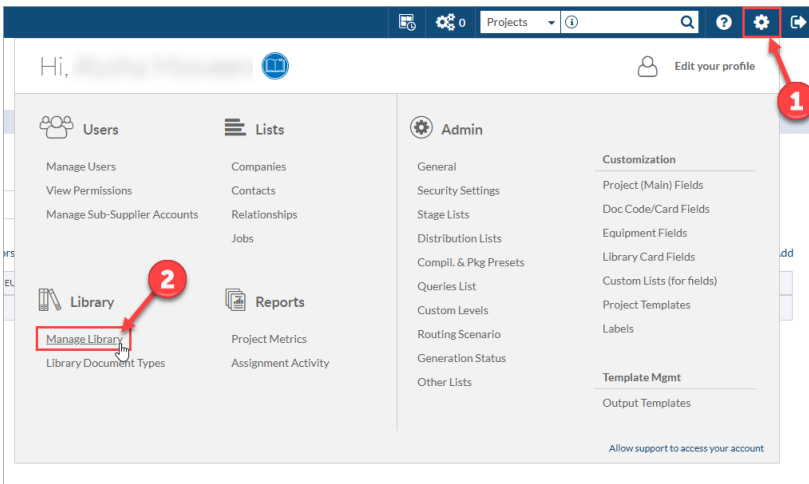 0 Projects
1
Hi,
Edit your profile
Users
Manage Users
View Permissions
Manage Sub-Supplier Accounts
Lists
Companies
Contacts
Relationships
Jobs
2
Library
Manage Library
Library Document Types
Reports
Project Metrics
Assignment Activity
Admin
General
Security Settings
Stage Lists
Distribution Lists
Compil. & Pkg Presets
Queries List
Custom Levels
Routing Scenario
Generation Status
Other Lists
Customization
Project (Main) Fields
Doc Code/Card Fields
Equipment Fields
Library Card Fields
Custom Lists (for fields)
Project Templates
Labels
Template Mgmt
Output Templates
Allow support to access your account